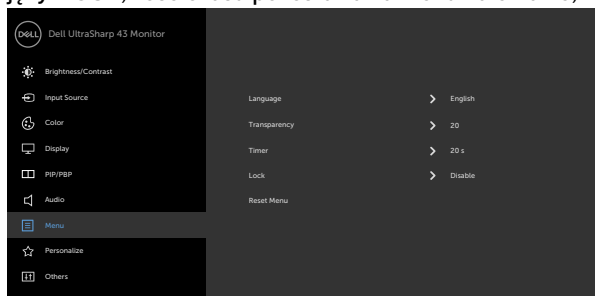 DELL
Dell UltraSharp 43 Monitor
Brightness/Contrast
Input Source
Language English
Color
Transparency 20
Display
Timer 20 s
PIP/PBP
Lock Disable
Audio
Reset Menu
Menu
Personalize
Others